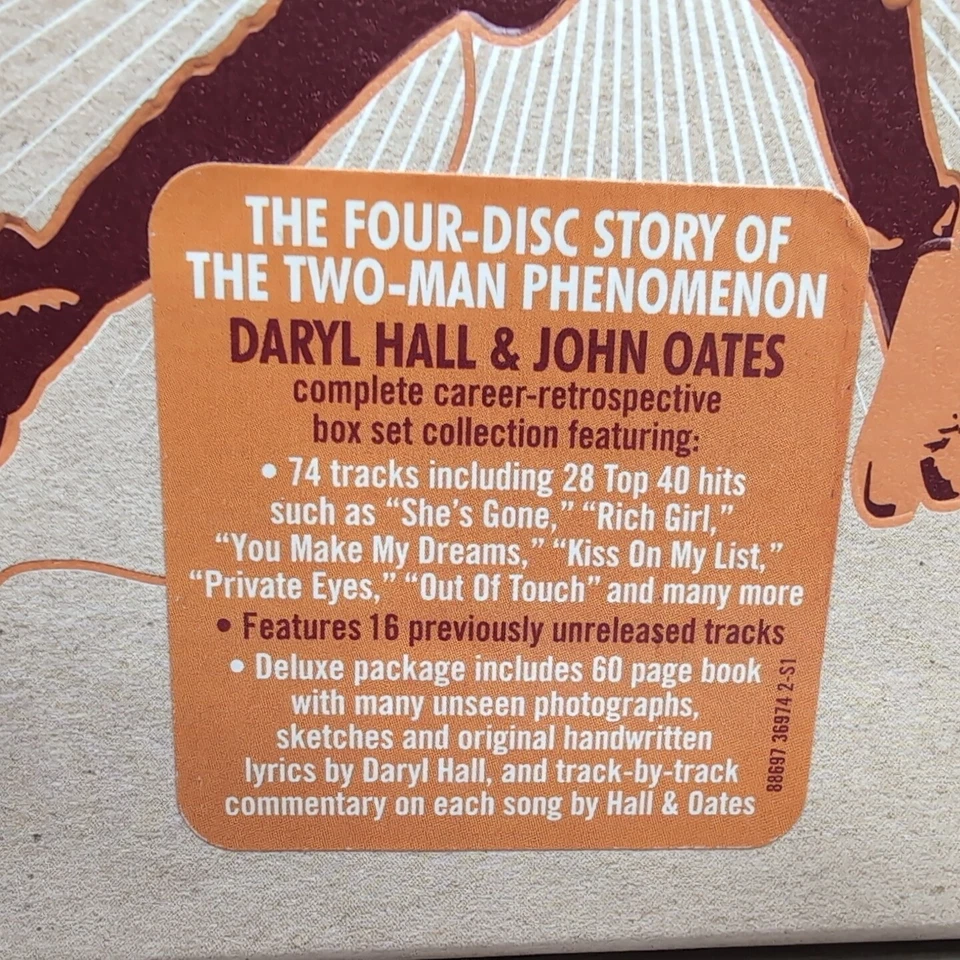 THE FOUR-DISC STORY OF
THE TWO-MAN PHENOMENON
DARYL HALL & JOHN OATES
complete career-retrospective
box set collection featuring:
• 74 tracks including 28 Top 40 hits
such as “She’s Gone,” “Rich Girl,”
“You Make My Dreams,” “Kiss On My List,”
“Private Eyes,” “Out Of Touch” and many more
• Features 16 previously unreleased tracks
• Deluxe package includes 60 page book
with many unseen photographs,
sketches and original handwritten
lyrics by Daryl Hall, and track-by-track
commentary on each song by Hall & Oates
88697 36974 2-S1